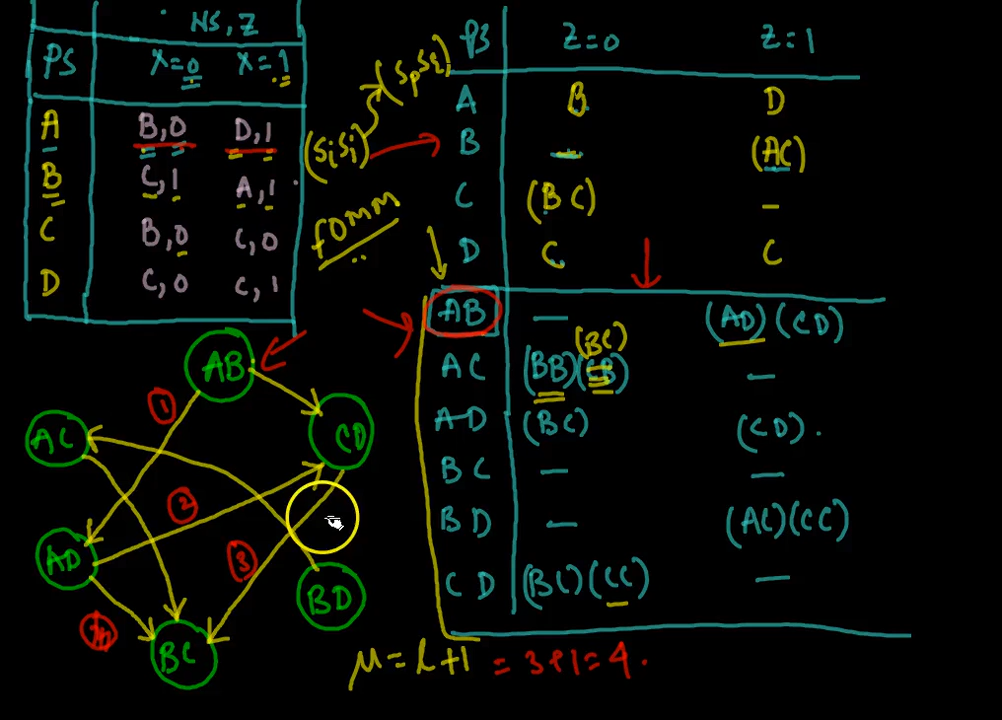 NS, Z
PS X=0 X=1
A B,0 D,1
B C,1 A,1
C B,0 C,0
D C,0 C,1
(SiSj)
(SpSq)
fomm
PS Z=0 Z=1
A B D
B — (AC)
C (BC) —
D C C
AB — (AD)(CD)
(BC)
AC (BB)(CB) —
AD (BC) (CD).
BC — —
BD — (AC)(CC)
CD (BC)(CC) —
μ = l+1 = 3+1 = 4.
AB
①
AC
CD
②
AD
③
BD
BC